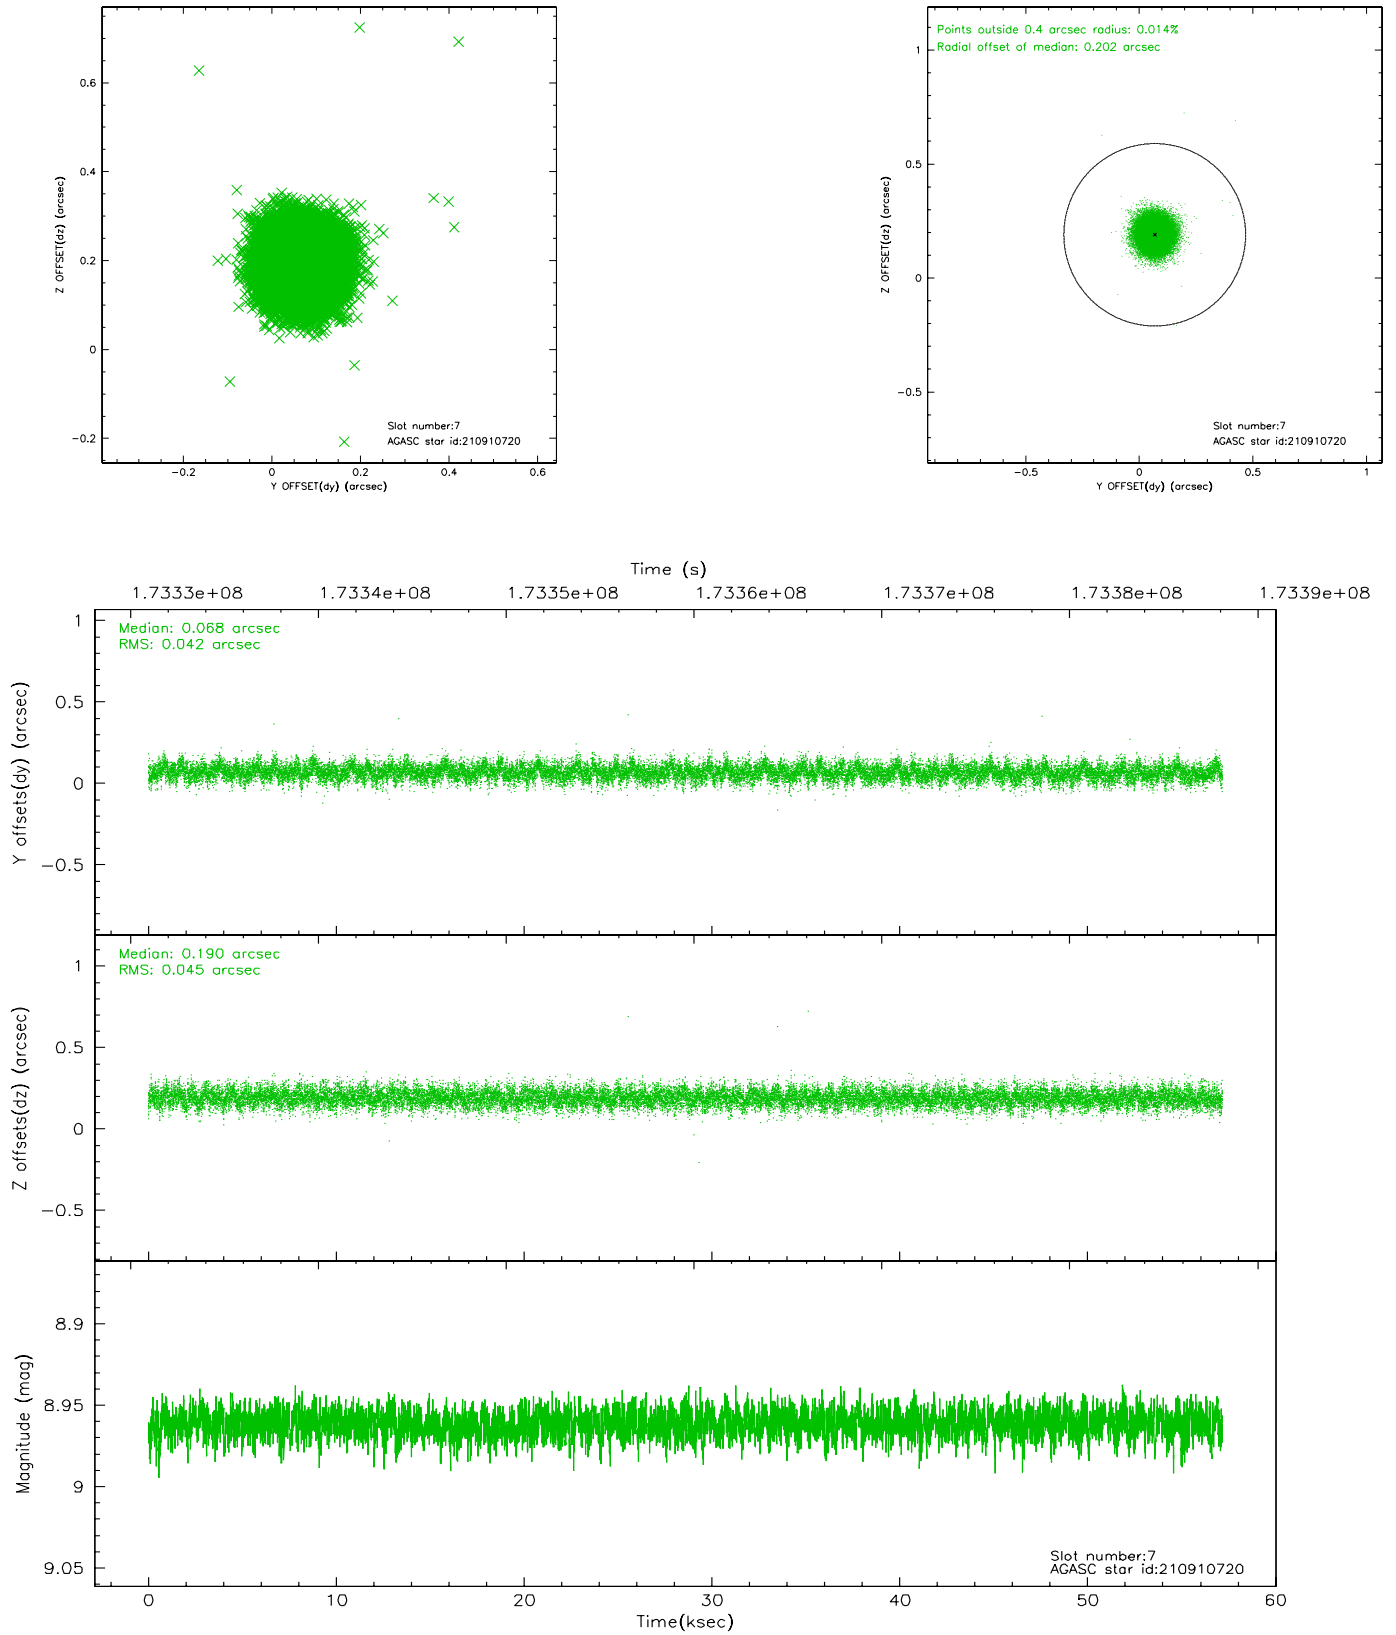 0.6
0.4
0.2
0
−0.2
Z OFFSET(dz) (arcsec)
Slot number:7
AGASC star id:210910720
−0.2 0 0.2 0.4 0.6
Y OFFSET(dy) (arcsec)
Points outside 0.4 arcsec radius: 0.014%
Radial offset of median: 0.202 arcsec
1
0.5
0
−0.5
Z OFFSET(dz) (arcsec)
Slot number:7
AGASC star id:210910720
−0.5 0 0.5 1
Y OFFSET(dy) (arcsec)
Time (s)
1.7333e+08 1.7334e+08 1.7335e+08 1.7336e+08 1.7337e+08 1.7338e+08 1.7339e+08
Median: 0.068 arcsec
RMS: 0.042 arcsec
1
0.5
0
−0.5
Y offsets(dy) (arcsec)
Median: 0.190 arcsec
RMS: 0.045 arcsec
1
0.5
0
−0.5
Z offsets(dz) (arcsec)
8.9
8.95
9
9.05
Magnitude (mag)
Slot number:7
AGASC star id:210910720
0 10 20 30 40 50 60
Time(ksec)